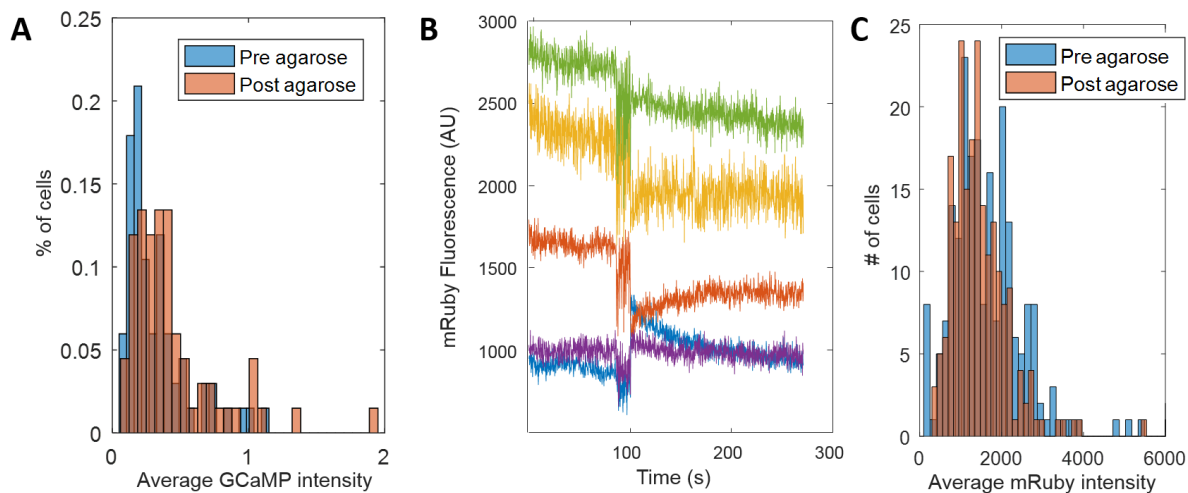 A
0.25
0.2
0.15
0.1
0.05
0
% of cells
Pre agarose
Post agarose
0
1
2
Average GCaMP intensity
B
3000
2500
2000
1500
1000
mRuby Fluorescence (AU)
100
200
300
Time (s)
C
25
20
15
10
5
0
# of cells
Pre agarose
Post agarose
0
2000
4000
6000
Average mRuby intensity